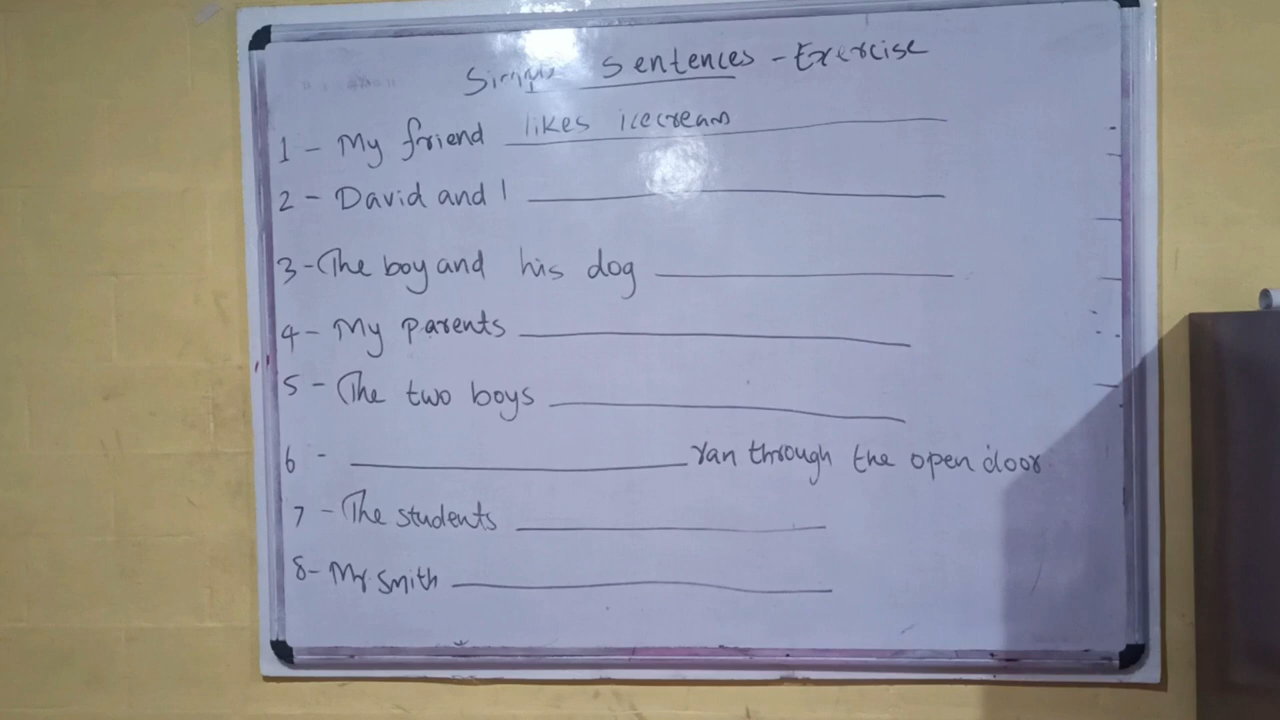 Simple Sentences - Exercise
1 - My friend likes icecream
2 - David and I
3 - The boy and his dog
4 - My parents
5 - The two boys
6 - ran through the open door
7 - The students
8 - Mr Smith